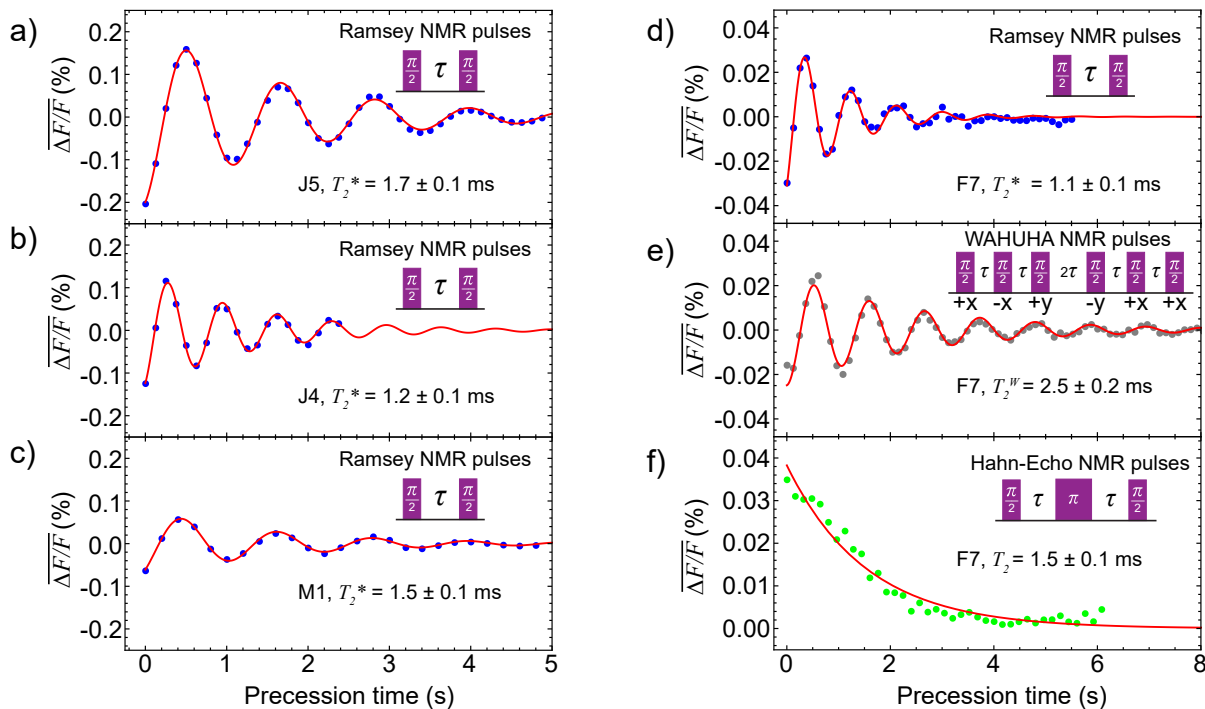 a)
0.2
0.1
0.0
-0.1
-0.2
ΔF/F (%)
Ramsey NMR pulses
π/2 τ π/2
J5, T₂* = 1.7 ± 0.1 ms
b)
0.2
0.1
0.0
-0.1
-0.2
ΔF/F (%)
Ramsey NMR pulses
π/2 τ π/2
J4, T₂* = 1.2 ± 0.1 ms
c)
0.2
0.1
0.0
-0.1
-0.2
ΔF/F (%)
Ramsey NMR pulses
π/2 τ π/2
M1, T₂* = 1.5 ± 0.1 ms
0 1 2 3 4 5
Precession time (s)
d)
0.04
0.02
0.00
-0.02
-0.04
ΔF/F (%)
Ramsey NMR pulses
π/2 τ π/2
F7, T₂* = 1.1 ± 0.1 ms
e)
0.04
0.02
0.00
-0.02
-0.04
ΔF/F (%)
WAHUHA NMR pulses
π/2 τ π/2 τ π/2 2τ π/2 τ π/2 τ π/2
+x -x +y -y +x +x
F7, T₂ᵂ = 2.5 ± 0.2 ms
f)
0.04
0.03
0.02
0.01
0.00
ΔF/F (%)
Hahn-Echo NMR pulses
π/2 τ π τ π/2
F7, T₂ = 1.5 ± 0.1 ms
0 2 4 6 8
Precession time (s)